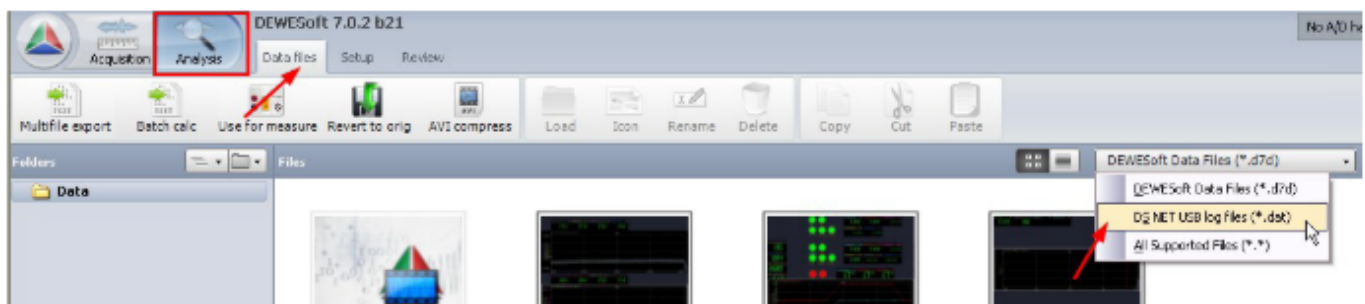 DEWESoft 7.0.2 b21
No A/D ha
Acquisition Analysis Data files Setup Review
Multifile export Batch calc Use for measure Revert to orig AVI compress Load Icon Rename Delete Copy Cut Paste
Folders Files DEWESoft Data Files (*.d7d)
Data
DEWESoft Data Files (*.d7d)
DS NET USB log files (*.dat)
All Supported Files (*.*)